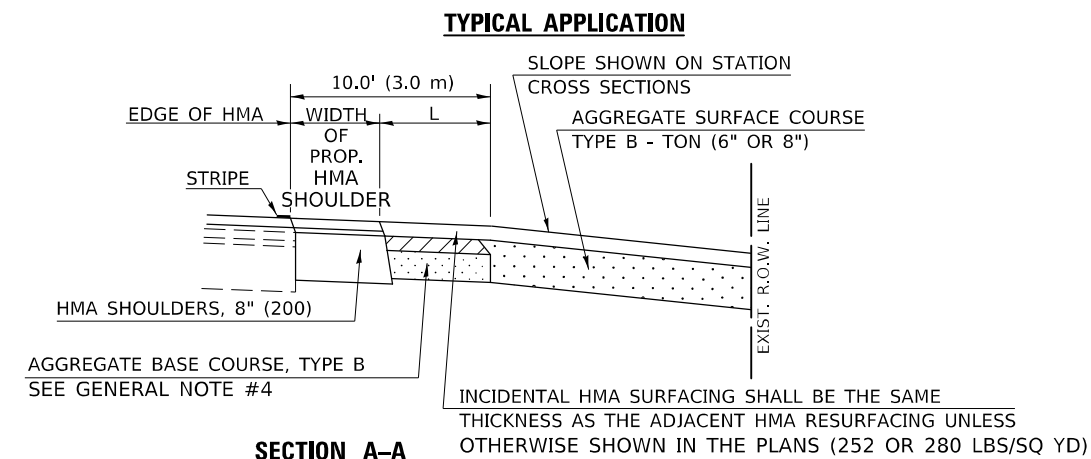 TYPICAL APPLICATION
SLOPE SHOWN ON STATION
CROSS SECTIONS
10.0' (3.0 m)
EDGE OF HMA
WIDTH
OF
PROP.
HMA
SHOULDER
L
AGGREGATE SURFACE COURSE
TYPE B - TON (6" OR 8")
STRIPE
EXIST. R.O.W. LINE
HMA SHOULDERS, 8" (200)
AGGREGATE BASE COURSE, TYPE B
SEE GENERAL NOTE #4
INCIDENTAL HMA SURFACING SHALL BE THE SAME
THICKNESS AS THE ADJACENT HMA RESURFACING UNLESS
OTHERWISE SHOWN IN THE PLANS (252 OR 280 LBS/SQ YD)
SECTION A–A